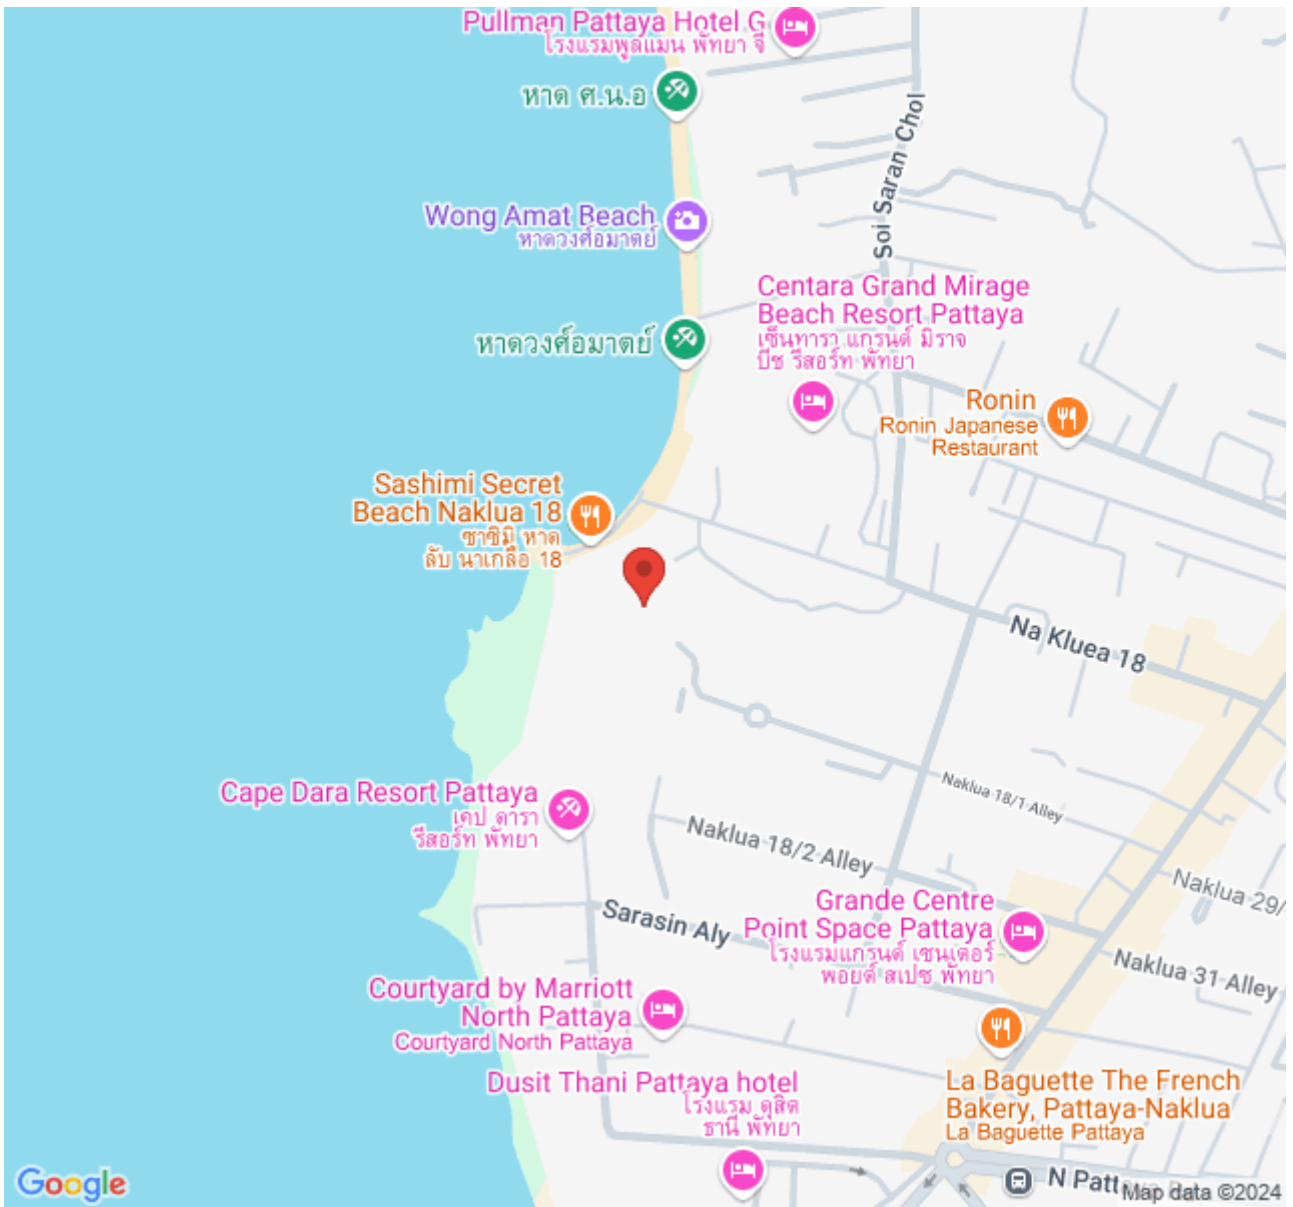 Pullman Pattaya Hotel G
โรงแรมพูลแมน พัทยา จี
หาด ศ.น.อ
Soi Saran Chol
Wong Amat Beach
หาดวงศ์อมาตย์
Centara Grand Mirage
Beach Resort Pattaya
เซ็นทารา แกรนด์ มิราจ
บีช รีสอร์ท พัทยา
หาดวงศ์อมาตย์
Ronin
Ronin Japanese
Restaurant
Sashimi Secret
Beach Naklua 18
ซาซิมิ หาด
ลับ นาเกลือ 18
Na Kluea 18
Naklua 18/1 Alley
Cape Dara Resort Pattaya
เคป ดารา
รีสอร์ท พัทยา
Naklua 18/2 Alley
Naklua 29/
Grande Centre
Point Space Pattaya
โรงแรมแกรนด์ เซนเตอร์
พอยต์ สเปซ พัทยา
Sarasin Aly
Naklua 31 Alley
Courtyard by Marriott
North Pattaya
Courtyard North Pattaya
Dusit Thani Pattaya hotel
โรงแรม ดุสิต
ธานี พัทยา
La Baguette The French
Bakery, Pattaya-Naklua
La Baguette Pattaya
N Patt
Google
Map data ©2024